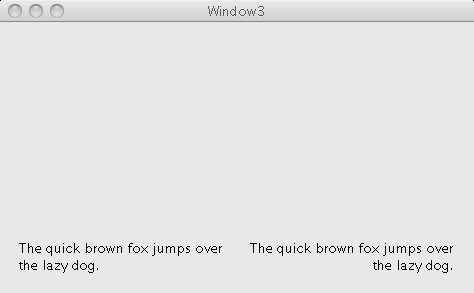 Window3
The quick brown fox jumps over
the lazy dog.
The quick brown fox jumps over
the lazy dog.